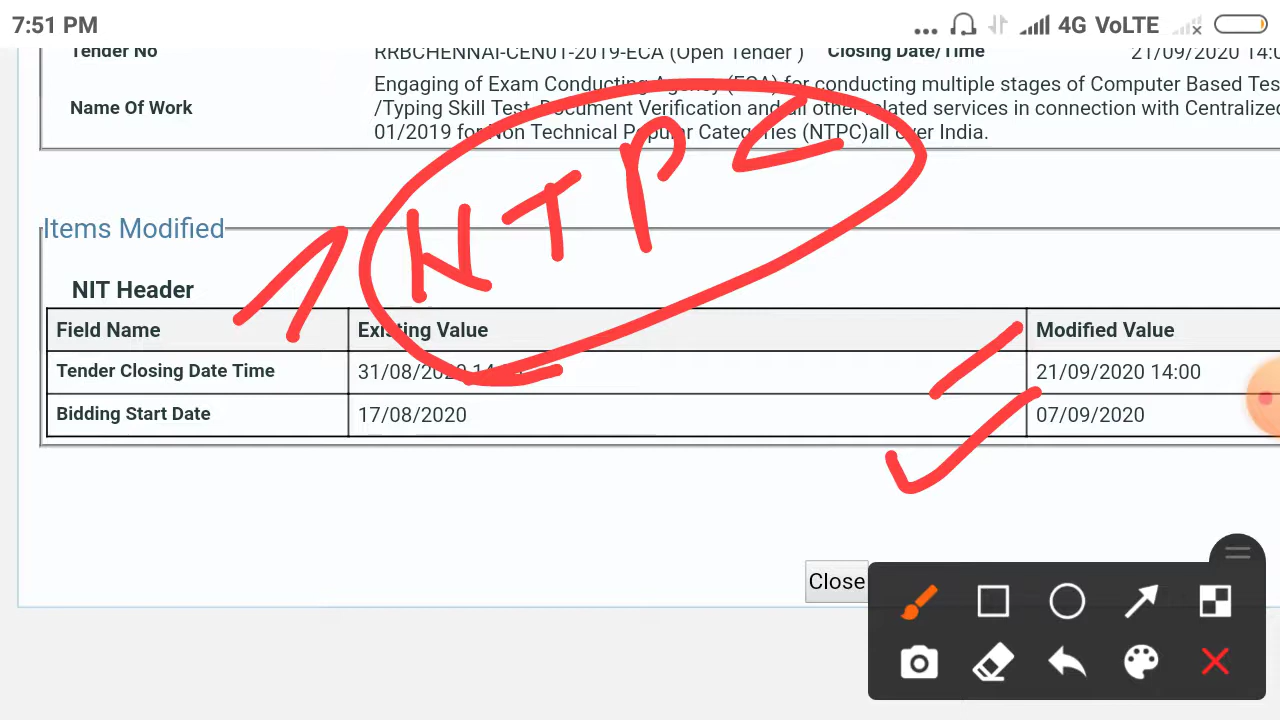 7:51 PM ... 4G VoLTE
Tender No RRBCHENNAI-CEN01-2019-ECA (Open Tender ) Closing Date/Time 21/09/2020 14:0
Name Of Work Engaging of Exam Conducting Agency (ECA) for conducting multiple stages of Computer Based Tes
/Typing Skill Test, Document Verification and all other related services in connection with Centralized
01/2019 for Non Technical Popular Categories (NTPC)all over India.
NTPC
Items Modified
NIT Header
Field Name Existing Value Modified Value
Tender Closing Date Time 31/08/2020 14: 21/09/2020 14:00
Bidding Start Date 17/08/2020 07/09/2020
Close